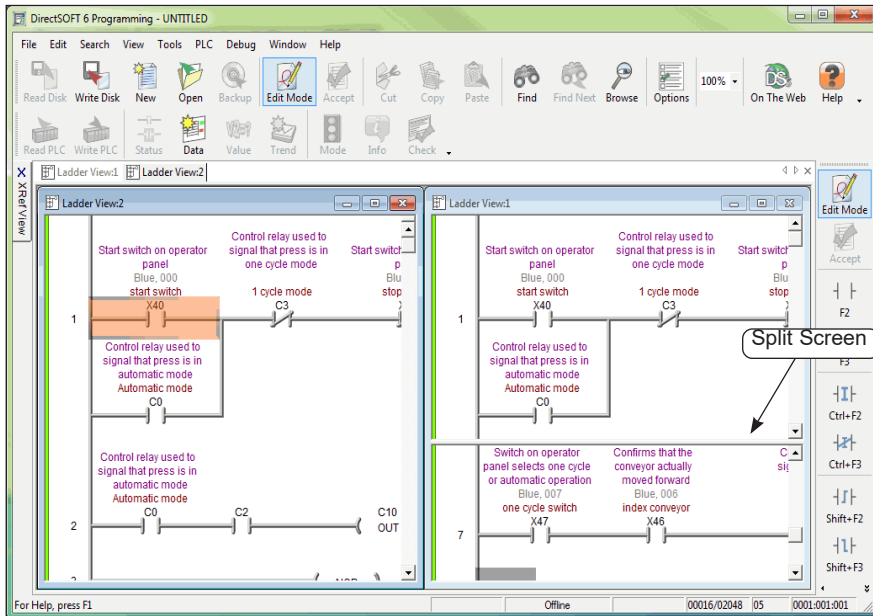 DirectSOFT 6 Programming - UNTITLED
File Edit Search View Tools PLC Debug Window Help
Read Disk Write Disk New Open Backup Edit Mode Accept Cut Copy Paste Find Find Next Browse Options 100% On The Web Help
Read PLC Write PLC Status Data Value Trend Mode Info Check
X XRef View
Ladder View:1 Ladder View:2
Ladder View:2
Start switch on operator
panel
Blue, 000
start switch
X40
Control relay used to
signal that press is in
one cycle mode
1 cycle mode
C3
Start switch
p
Blu
stop
1
Control relay used to
signal that press is in
automatic mode
Automatic mode
C0
Control relay used to
signal that press is in
automatic mode
Automatic mode
C0
C2
C10
2
OUT
Ladder View:1
Start switch on operator
panel
Blue, 000
start switch
X40
Control relay used to
signal that press is in
one cycle mode
1 cycle mode
C3
Start switch
p
Blu
stop
1
Control relay used to
signal that press is in
automatic mode
Automatic mode
C0
Split Screen
Switch on operator
panel selects one cycle
or automatic operation
Blue, 007
one cycle switch
X47
Confirms that the
conveyor actually
moved forward
Blue, 006
index conveyor
X46
C
sig
7
Edit Mode
Accept
F2
F3
Ctrl+F2
Ctrl+F3
Shift+F2
Shift+F3
For Help, press F1
Offline
00016/02048 05 0001:001:001